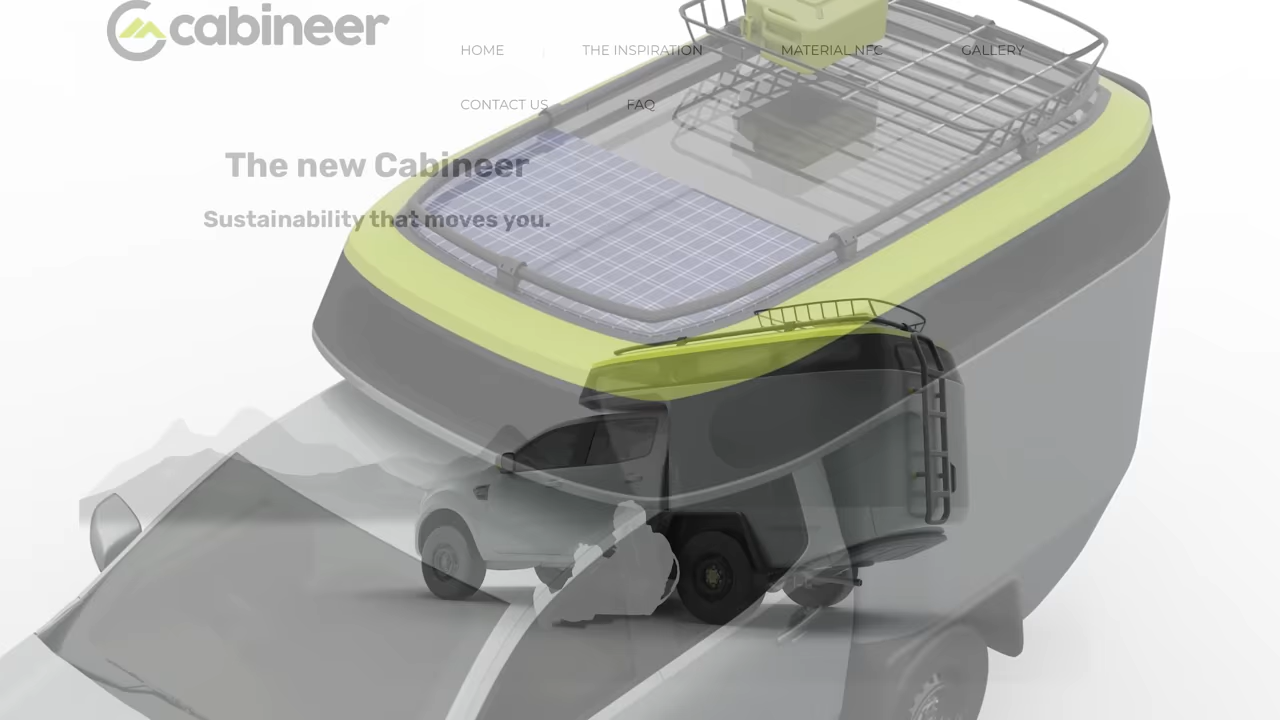 cabineer
HOME THE INSPIRATION MATERIAL NFC GALLERY
CONTACT US FAQ
The new Cabineer
Sustainability that moves you.